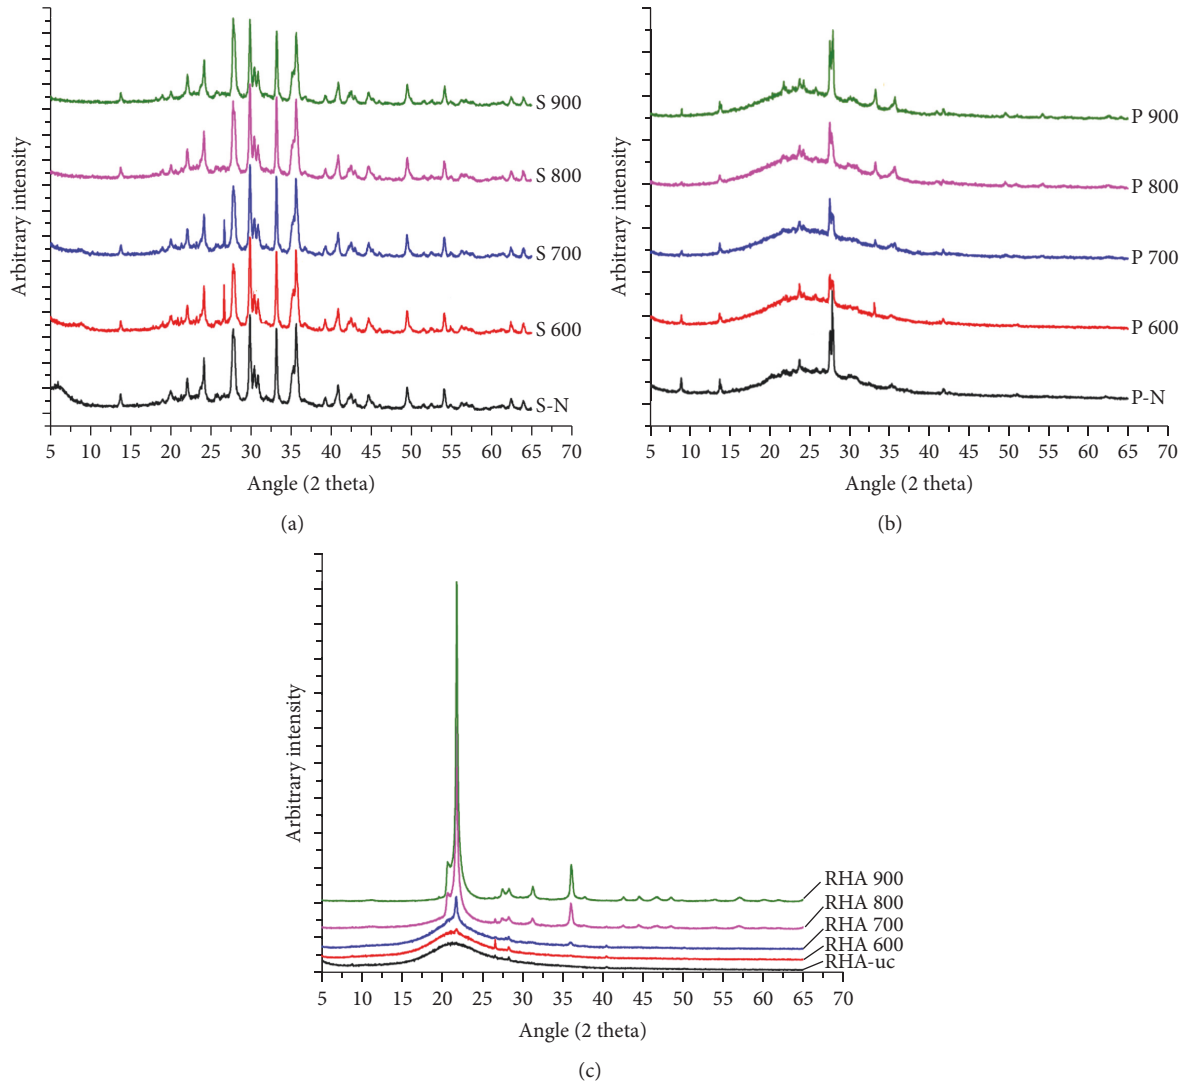 Arbitrary intensity
S 900
S 800
S 700
S 600
S-N
5 10 15 20 25 30 35 40 45 50 55 60 65 70
Angle (2 theta)
(a)
Arbitrary intensity
P 900
P 800
P 700
P 600
P-N
5 10 15 20 25 30 35 40 45 50 55 60 65 70
Angle (2 theta)
(b)
Arbitrary intensity
RHA 900
RHA 800
RHA 700
RHA 600
RHA-uc
5 10 15 20 25 30 35 40 45 50 55 60 65 70
Angle (2 theta)
(c)